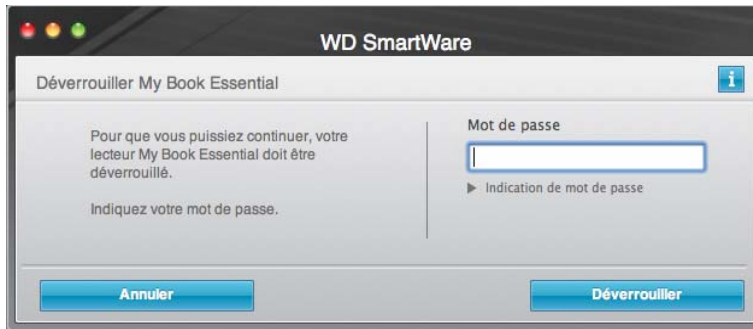 WD SmartWare
Déverrouiller My Book Essential
i
Pour que vous puissiez continuer, votre
lecteur My Book Essential doit être
déverrouillé.
Indiquez votre mot de passe.
Mot de passe
Indication de mot de passe
Annuler
Déverrouiller